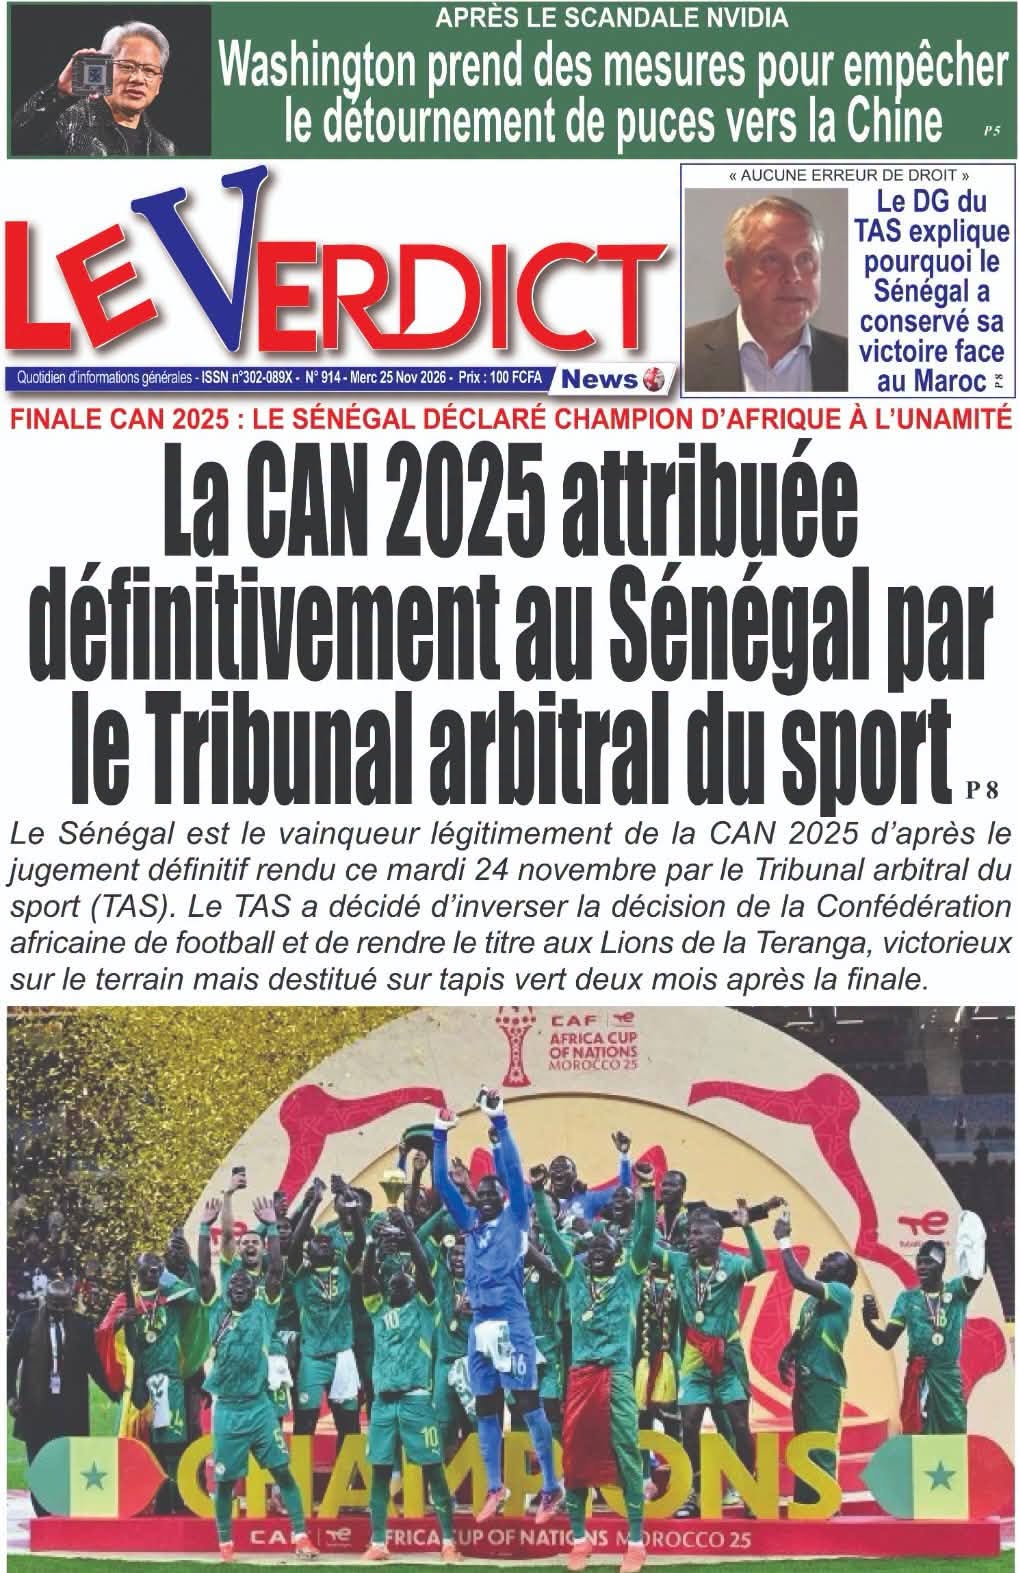 APRÈS LE SCANDALE NVIDIA
Washington prend des mesures pour empêcher
le détournement de puces vers la Chine
P 5
LE VERDICT
Quotidien d'informations générales - ISSN n°302-089X - N° 914 - Merc 25 Nov 2026 - Prix : 100 FCFA
News
« AUCUNE ERREUR DE DROIT »
Le DG du
TAS explique
pourquoi le
Sénégal a
conservé sa
victoire face
au Maroc
P 8
FINALE CAN 2025 : LE SÉNÉGAL DÉCLARÉ CHAMPION D'AFRIQUE À L'UNAMITÉ
La CAN 2025 attribuée
définitivement au Sénégal par
le Tribunal arbitral du sport
P 8
Le Sénégal est le vainqueur légitimement de la CAN 2025 d'après le
jugement définitif rendu ce mardi 24 novembre par le Tribunal arbitral du
sport (TAS). Le TAS a décidé d'inverser la décision de la Confédération
africaine de football et de rendre le titre aux Lions de la Teranga, victorieux
sur le terrain mais destitué sur tapis vert deux mois après la finale.
CAF
AFRICA CUP
OF NATIONS
MOROCCO 25
10
16
10
5
CHAMPIONS
CAF AFRICA CUP OF NATIONS MOROCCO 25